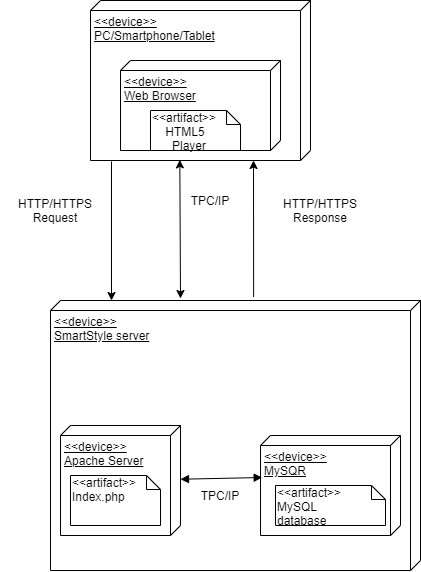 <<device>>
PC/Smartphone/Tablet
<<device>>
Web Browser
<<artifact>>
HTML5
Player
HTTP/HTTPS
Request
TPC/IP
HTTP/HTTPS
Response
<<device>>
SmartStyle server
<<device>>
Apache Server
<<artifact>>
Index.php
TPC/IP
<<device>>
MySQR
<<artifact>>
MySQL
database